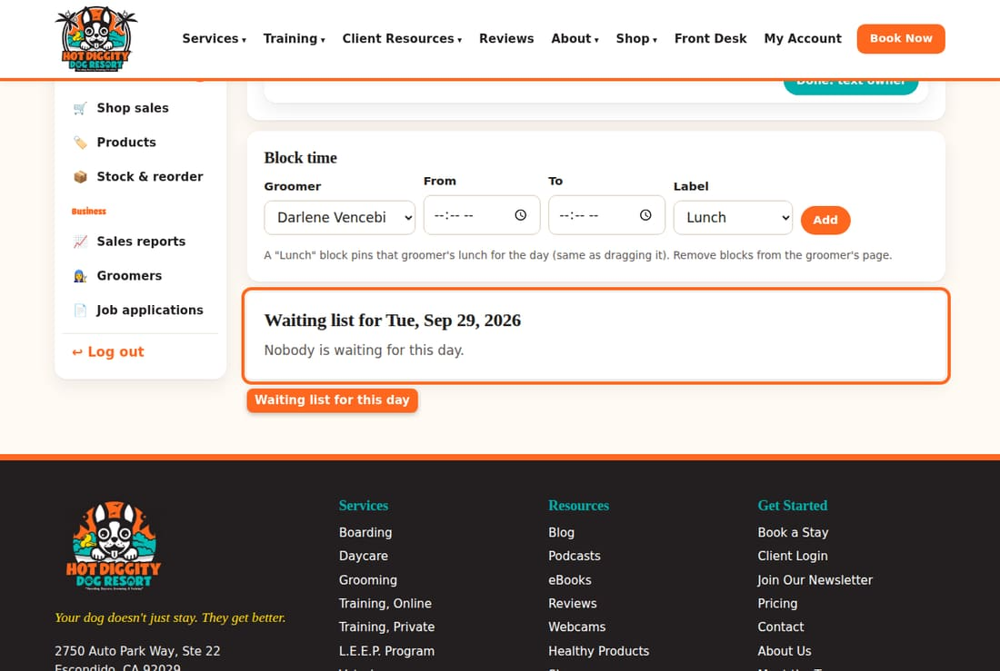 HOT DIGGITY
DOG RESORT
Services ▾
Training ▾
Client Resources ▾
Reviews
About ▾
Shop ▾
Front Desk
My Account
Book Now
Shop sales
Products
Stock & reorder
Business
Sales reports
Groomers
Job applications
↩ Log out
Done: text owner
Block time
Groomer
From
To
Label
Darlene Vencebi
--:-- --
--:-- --
Lunch
Add
A "Lunch" block pins that groomer's lunch for the day (same as dragging it). Remove blocks from the groomer's page.
Waiting list for Tue, Sep 29, 2026
Nobody is waiting for this day.
Waiting list for this day
HOT DIGGITY
DOG RESORT
Your dog doesn't just stay. They get better.
2750 Auto Park Way, Ste 22
Escondido, CA 92029
Services
Boarding
Daycare
Grooming
Training, Online
Training, Private
L.E.E.P. Program
Resources
Blog
Podcasts
eBooks
Reviews
Webcams
Healthy Products
Get Started
Book a Stay
Client Login
Join Our Newsletter
Pricing
Contact
About Us